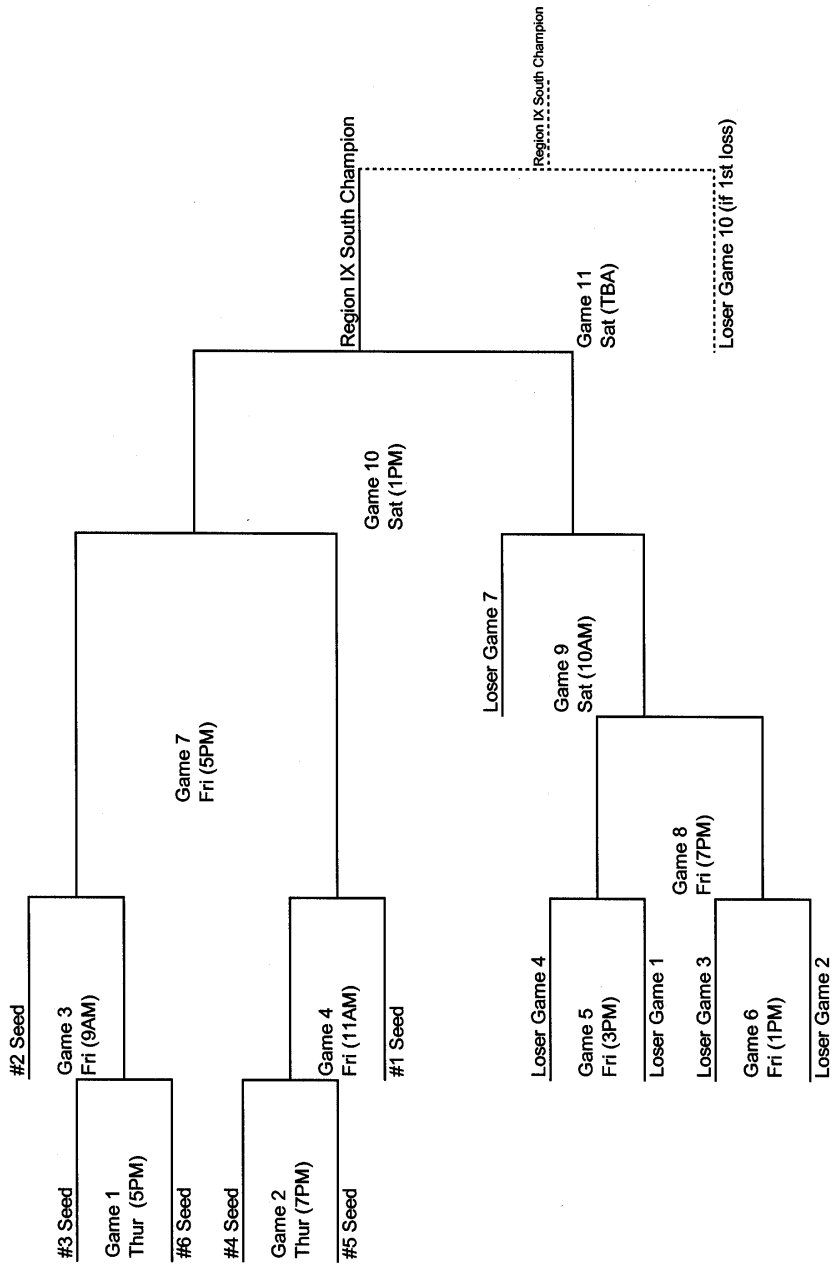 #3 Seed
Game 1
Thur (5PM)
#6 Seed
#4 Seed
Game 2
Thur (7PM)
#5 Seed
#2 Seed
Game 3
Fri (9AM)
Game 4
Fri (11AM)
#1 Seed
Loser Game 4
Game 5
Fri (3PM)
Loser Game 1
Loser Game 3
Game 6
Fri (1PM)
Loser Game 2
Game 7
Fri (5PM)
Game 8
Fri (7PM)
Loser Game 7
Game 9
Sat (10AM)
Game 10
Sat (1PM)
Region IX South Champion
Game 11
Sat (TBA)
Loser Game 10 (if 1st loss)
Region IX South Champion